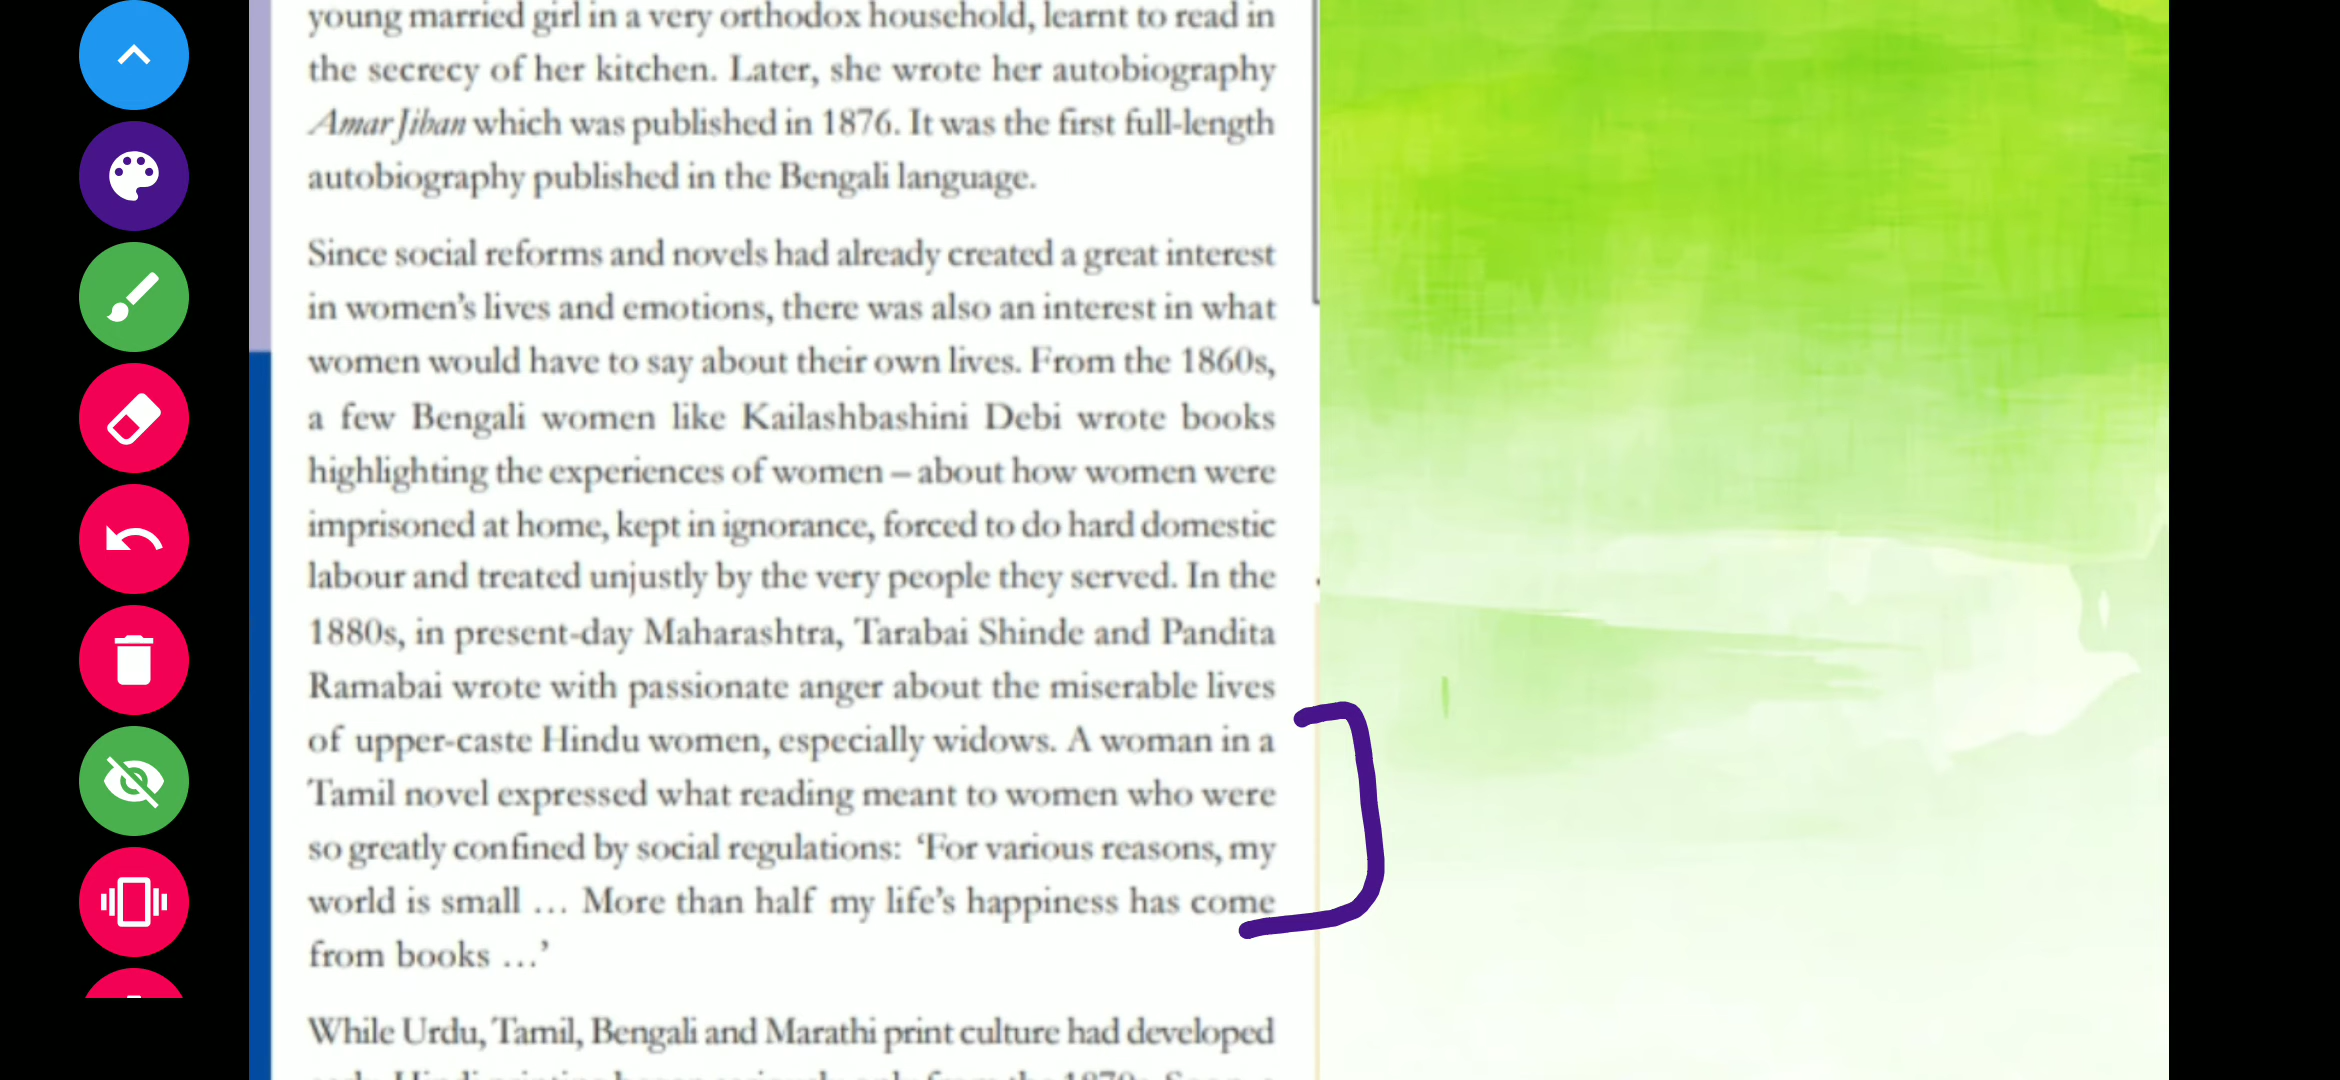 young married girl in a very orthodox household, learnt to read in
the secrecy of her kitchen. Later, she wrote her autobiography
Amar Jiban which was published in 1876. It was the first full-length
autobiography published in the Bengali language.
Since social reforms and novels had already created a great interest
in women’s lives and emotions, there was also an interest in what
women would have to say about their own lives. From the 1860s,
a few Bengali women like Kailashbashini Debi wrote books
highlighting the experiences of women – about how women were
imprisoned at home, kept in ignorance, forced to do hard domestic
labour and treated unjustly by the very people they served. In the
1880s, in present-day Maharashtra, Tarabai Shinde and Pandita
Ramabai wrote with passionate anger about the miserable lives
of upper-caste Hindu women, especially widows. A woman in a
Tamil novel expressed what reading meant to women who were
so greatly confined by social regulations: ‘For various reasons, my
world is small … More than half my life’s happiness has come
from books …’
While Urdu, Tamil, Bengali and Marathi print culture had developed